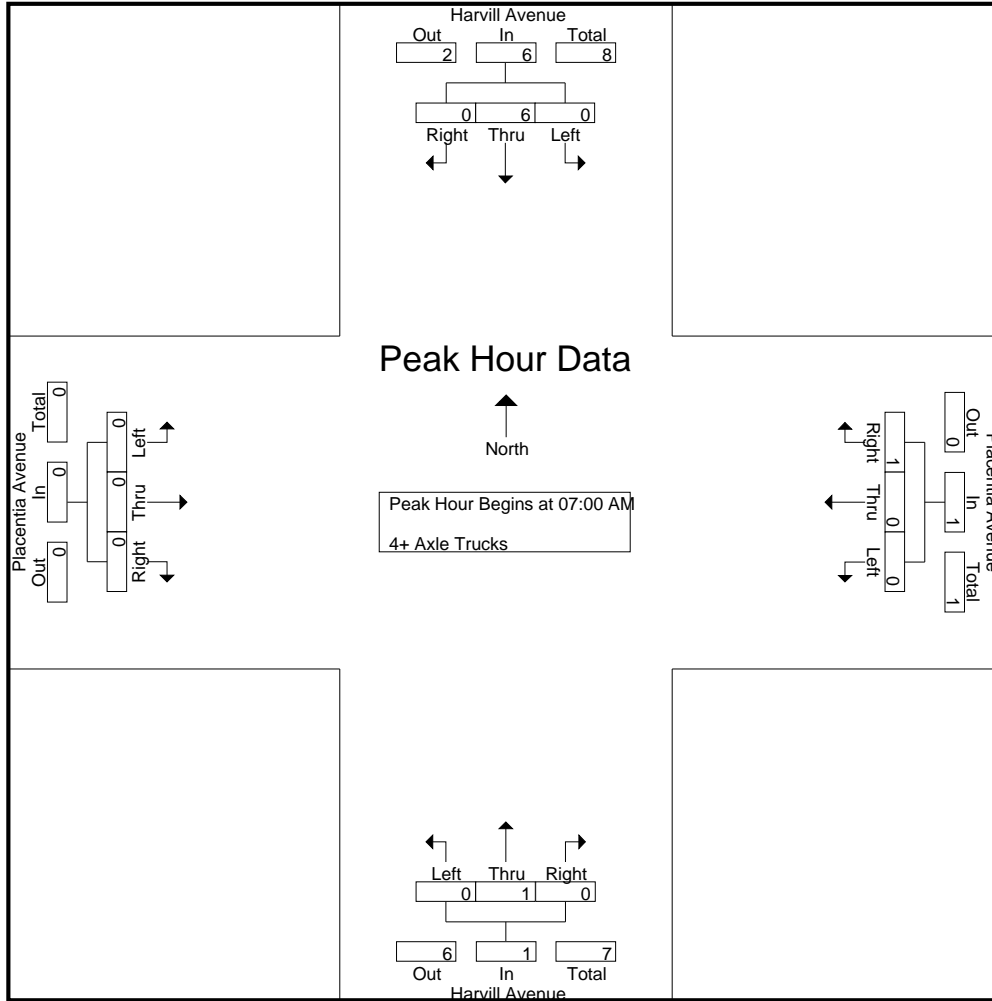 Harvill Avenue
Out In Total
2 6 8
0 6 0
Right Thru Left
Peak Hour Data
North
Peak Hour Begins at 07:00 AM
4+ Axle Trucks
Placentia Avenue
Total In Out
0 0 0
0 0 0
Left Thru Right
Placentia Avenue
Out In Total
0 1 1
1 0 0
Right Thru Left
Left Thru Right
0 1 0
6 1 7
Out In Total
Harvill Avenue